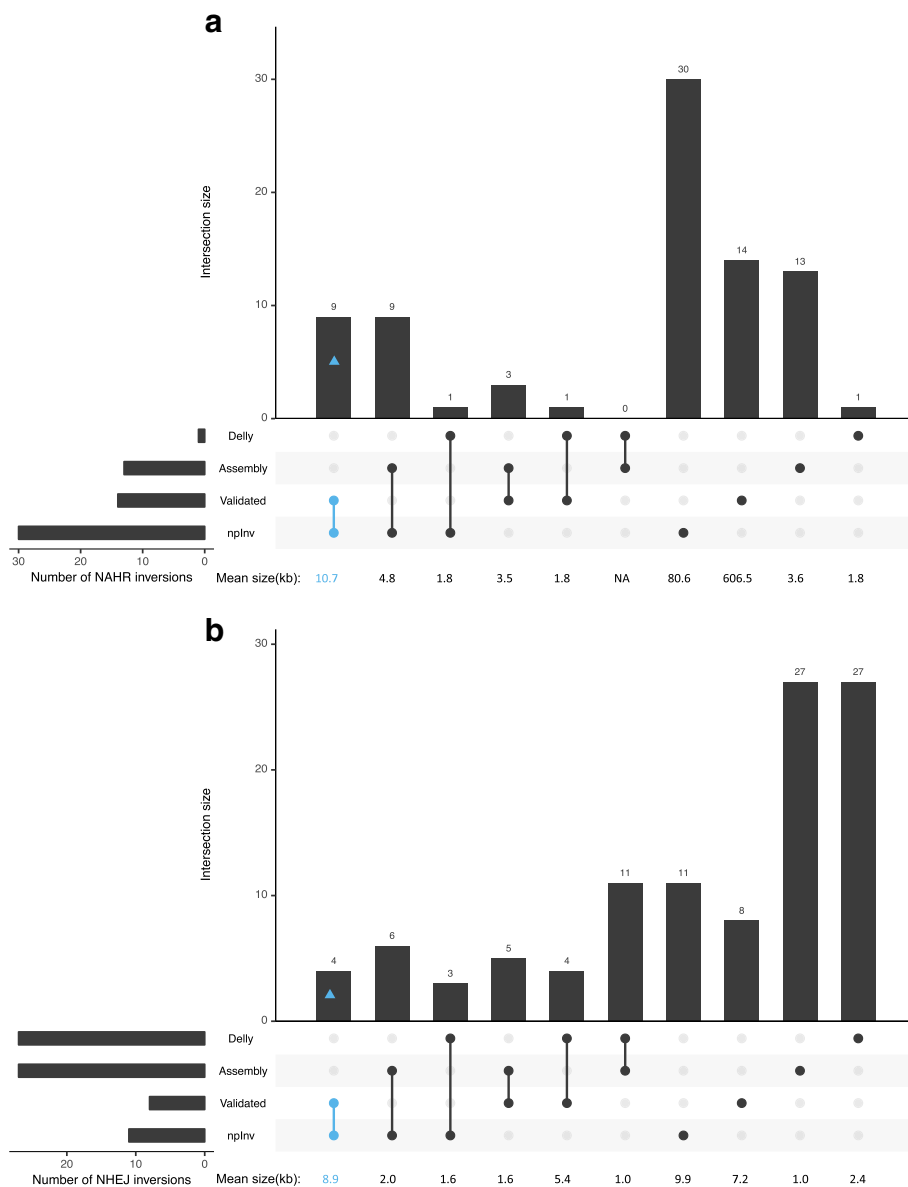 a
Intersection size
30
20
10
0
9
9
1
3
1
0
30
14
13
1
Delly
Assembly
Validated
npInv
30 20 10 0
Number of NAHR inversions
Mean size(kb): 10.7 4.8 1.8 3.5 1.8 NA 80.6 606.5 3.6 1.8
b
Intersection size
30
20
10
0
4
6
3
5
4
11
11
8
27
27
Delly
Assembly
Validated
npInv
20 10 0
Number of NHEJ inversions
Mean size(kb): 8.9 2.0 1.6 1.6 5.4 1.0 9.9 7.2 1.0 2.4